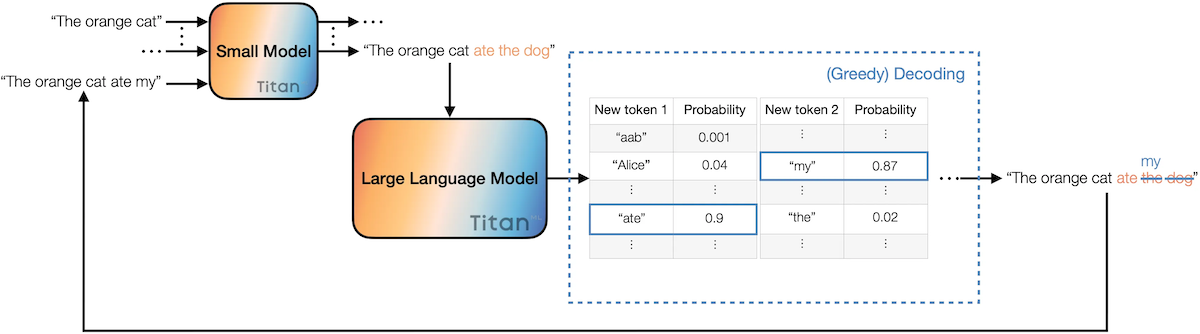 “The orange cat”
...
“The orange cat ate my”
Small Model
Titan
...
“The orange cat ate the dog”
Large Language Model
Titan
(Greedy) Decoding
New token 1 Probability New token 2 Probability
“aab” 0.001 ⋮ ⋮
“Alice” 0.04 “my” 0.87
⋮ ⋮ ⋮ ⋮
“ate” 0.9 “the” 0.02
⋮ ⋮ ⋮ ⋮
...
my
“The orange cat ate the dog”